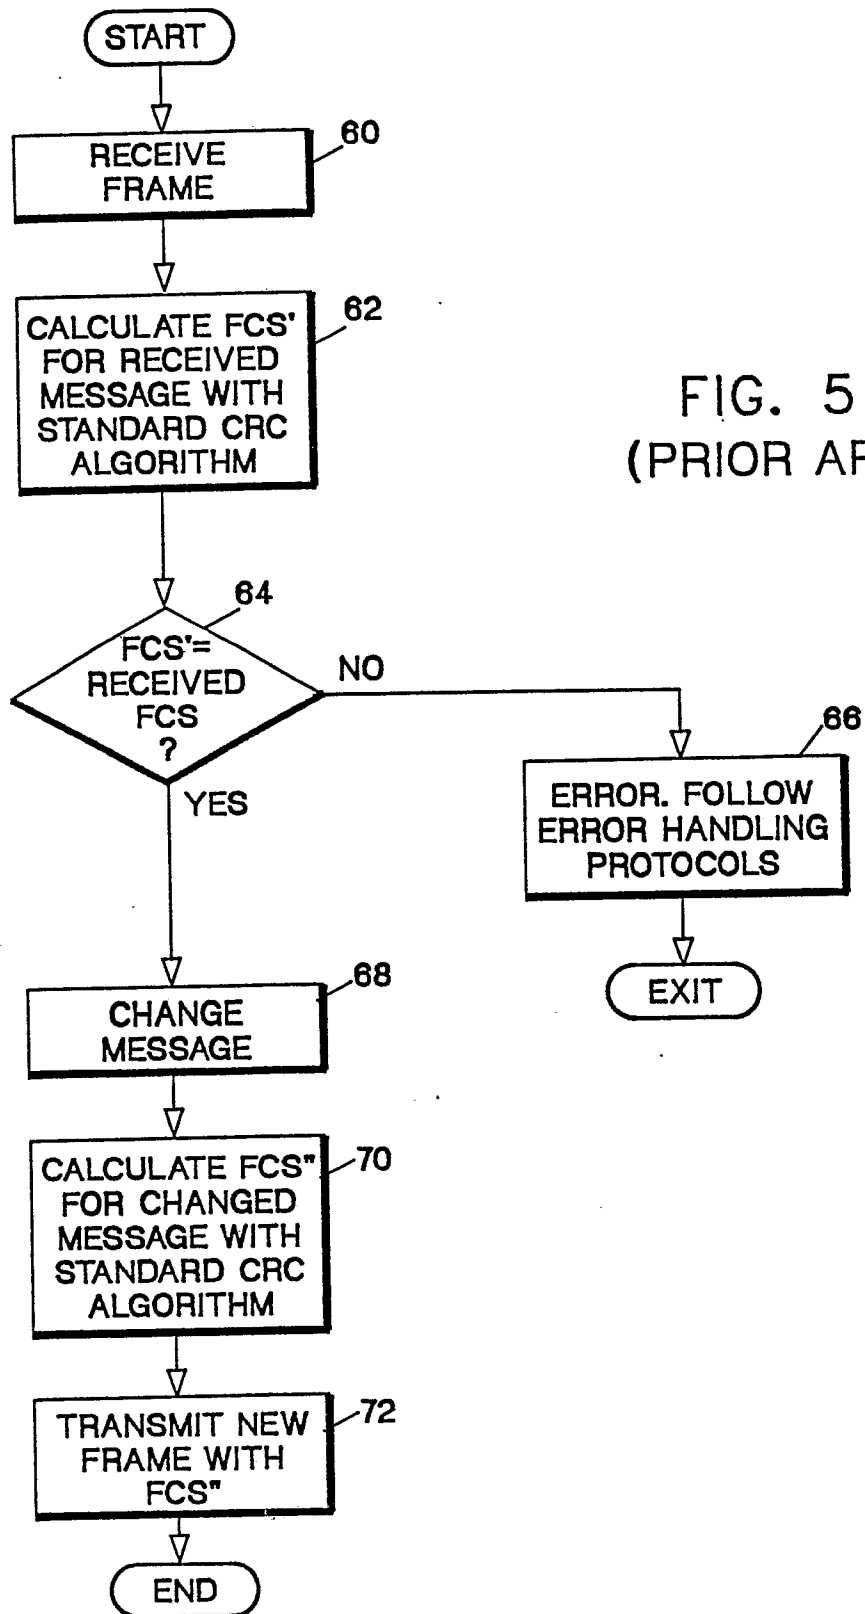 START
RECEIVE
FRAME
60
CALCULATE FCS'
FOR RECEIVED
MESSAGE WITH
STANDARD CRC
ALGORITHM
62
FIG. 5
(PRIOR AR
64
FCS'=
RECEIVED
FCS
?
NO
YES
66
ERROR. FOLLOW
ERROR HANDLING
PROTOCOLS
EXIT
68
CHANGE
MESSAGE
CALCULATE FCS"
FOR CHANGED
MESSAGE WITH
STANDARD CRC
ALGORITHM
70
TRANSMIT NEW
FRAME WITH
FCS"
72
END